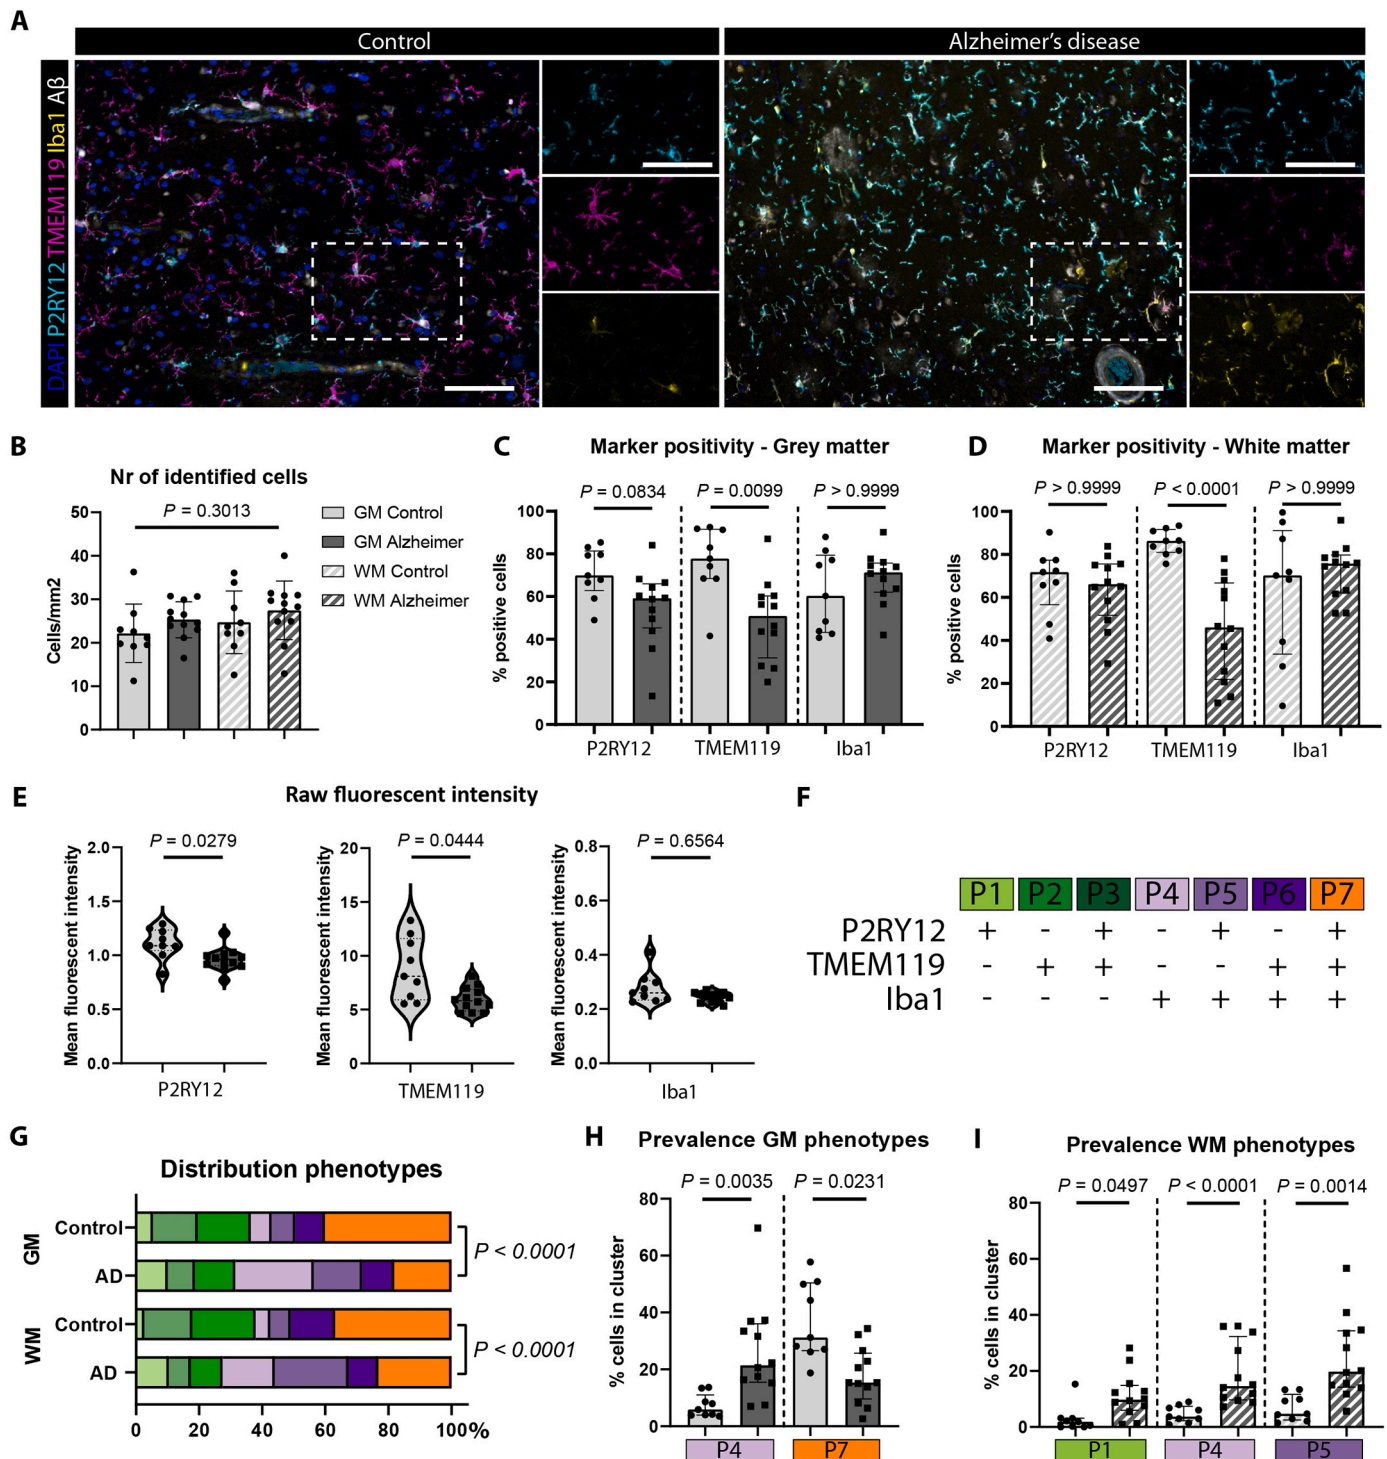 A
Control
Alzheimer's disease
DAPI P2RY12 TMEM119 Iba1 Aβ
B
Nr of identified cells
P = 0.3013
Cells/mm2
50
40
30
20
10
0
GM Control
GM Alzheimer
WM Control
WM Alzheimer
C
Marker positivity - Grey matter
P = 0.0834
P = 0.0099
P > 0.9999
% positive cells
100
80
60
40
20
0
P2RY12
TMEM119
Iba1
D
Marker positivity - White matter
P > 0.9999
P < 0.0001
P > 0.9999
% positive cells
100
80
60
40
20
0
P2RY12
TMEM119
Iba1
E
Raw fluorescent intensity
P = 0.0279
Mean fluorescent intensity
2.0
1.5
1.0
0.5
0.0
P2RY12
P = 0.0444
Mean fluorescent intensity
20
15
10
5
0
TMEM119
P = 0.6564
Mean fluorescent intensity
0.8
0.6
0.4
0.2
0.0
Iba1
F
P1 P2 P3 P4 P5 P6 P7
P2RY12 + - + - + - +
TMEM119 - + + - - + +
Iba1 - - - + + + +
G
Distribution phenotypes
GM
Control
AD
P < 0.0001
WM
Control
AD
P < 0.0001
0 20 40 60 80 100%
H
Prevalence GM phenotypes
P = 0.0035
P = 0.0231
% cells in cluster
80
60
40
20
0
P4
P7
I
Prevalence WM phenotypes
P = 0.0497
P < 0.0001
P = 0.0014
% cells in cluster
80
60
40
20
0
P1
P4
P5